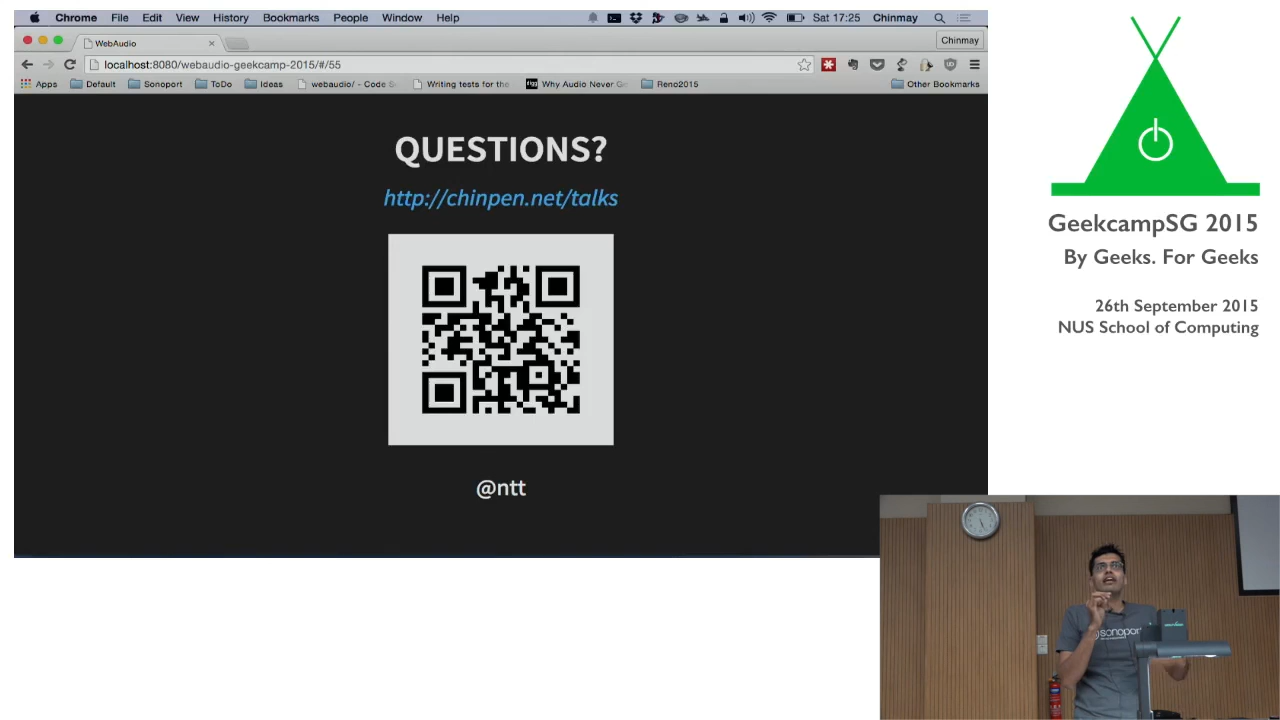 Chrome File Edit View History Bookmarks People Window Help Sat 17:25 Chinmay
WebAudio
Chinmay
localhost:8080/webaudio-geekcamp-2015/#/55
Apps Default Sonoport ToDo Ideas webaudio/ - Code Writing tests for the Why Audio Never Reno2015 Other Bookmarks
QUESTIONS?
http://chinpen.net/talks
@ntt
GeekcampSG 2015
By Geeks. For Geeks
26th September 2015
NUS School of Computing
sonoport